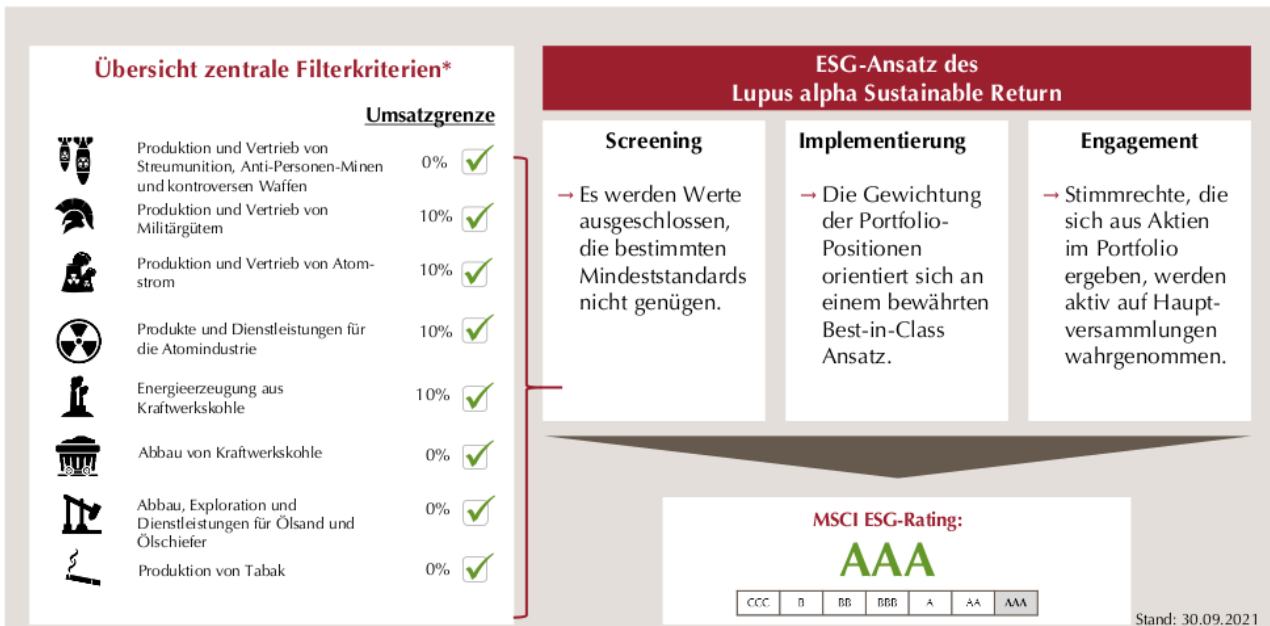 Übersicht zentrale Filterkriterien*
Umsatzgrenze
Produktion und Vertrieb von
Streumunition, Anti-Personen-Minen
und kontroversen Waffen
0%
Produktion und Vertrieb von
Militärgütern
10%
Produktion und Vertrieb von Atom-
strom
10%
Produkte und Dienstleistungen für
die Atomindustrie
10%
Energieerzeugung aus
Kraftwerkskohle
10%
Abbau von Kraftwerkskohle
0%
Abbau, Exploration und
Dienstleistungen für Ölsand und
Ölschiefer
0%
Produktion von Tabak
0%
ESG-Ansatz des
Lupus alpha Sustainable Return
Screening
→ Es werden Werte
ausgeschlossen,
die bestimmten
Mindeststandards
nicht genügen.
Implementierung
→ Die Gewichtung
der Portfolio-
Positionen
orientiert sich an
einem bewährten
Best-in-Class
Ansatz.
Engagement
→ Stimmrechte, die
sich aus Aktien
im Portfolio
ergeben, werden
aktiv auf Haupt-
versammlungen
wahrgenommen.
MSCI ESG-Rating:
AAA
CCC B BB BBB A AA AAA
Stand: 30.09.2021